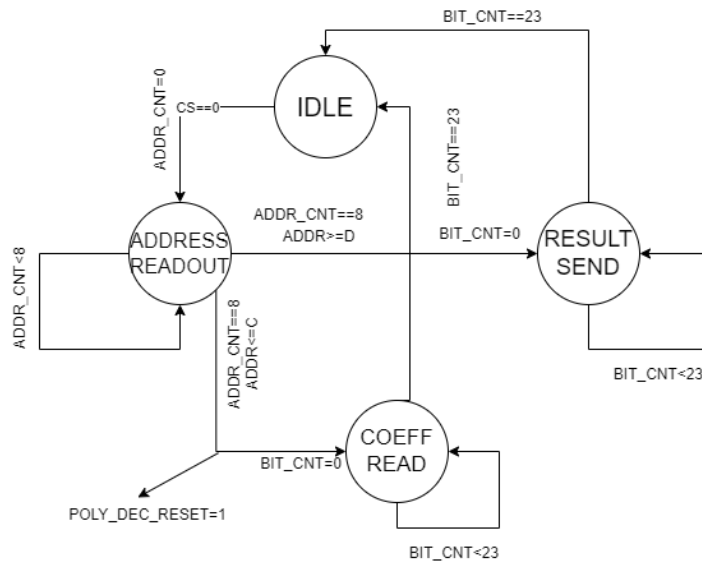 BIT_CNT==23
ADDR_CNT=0
CS==0
IDLE
BIT_CNT==23
ADDRESS
READOUT
ADDR_CNT==8
ADDR>=D
BIT_CNT=0
RESULT
SEND
ADDR_CNT<8
ADDR_CNT==8
ADDR<=C
BIT_CNT<23
COEFF
READ
BIT_CNT=0
POLY_DEC_RESET=1
BIT_CNT<23